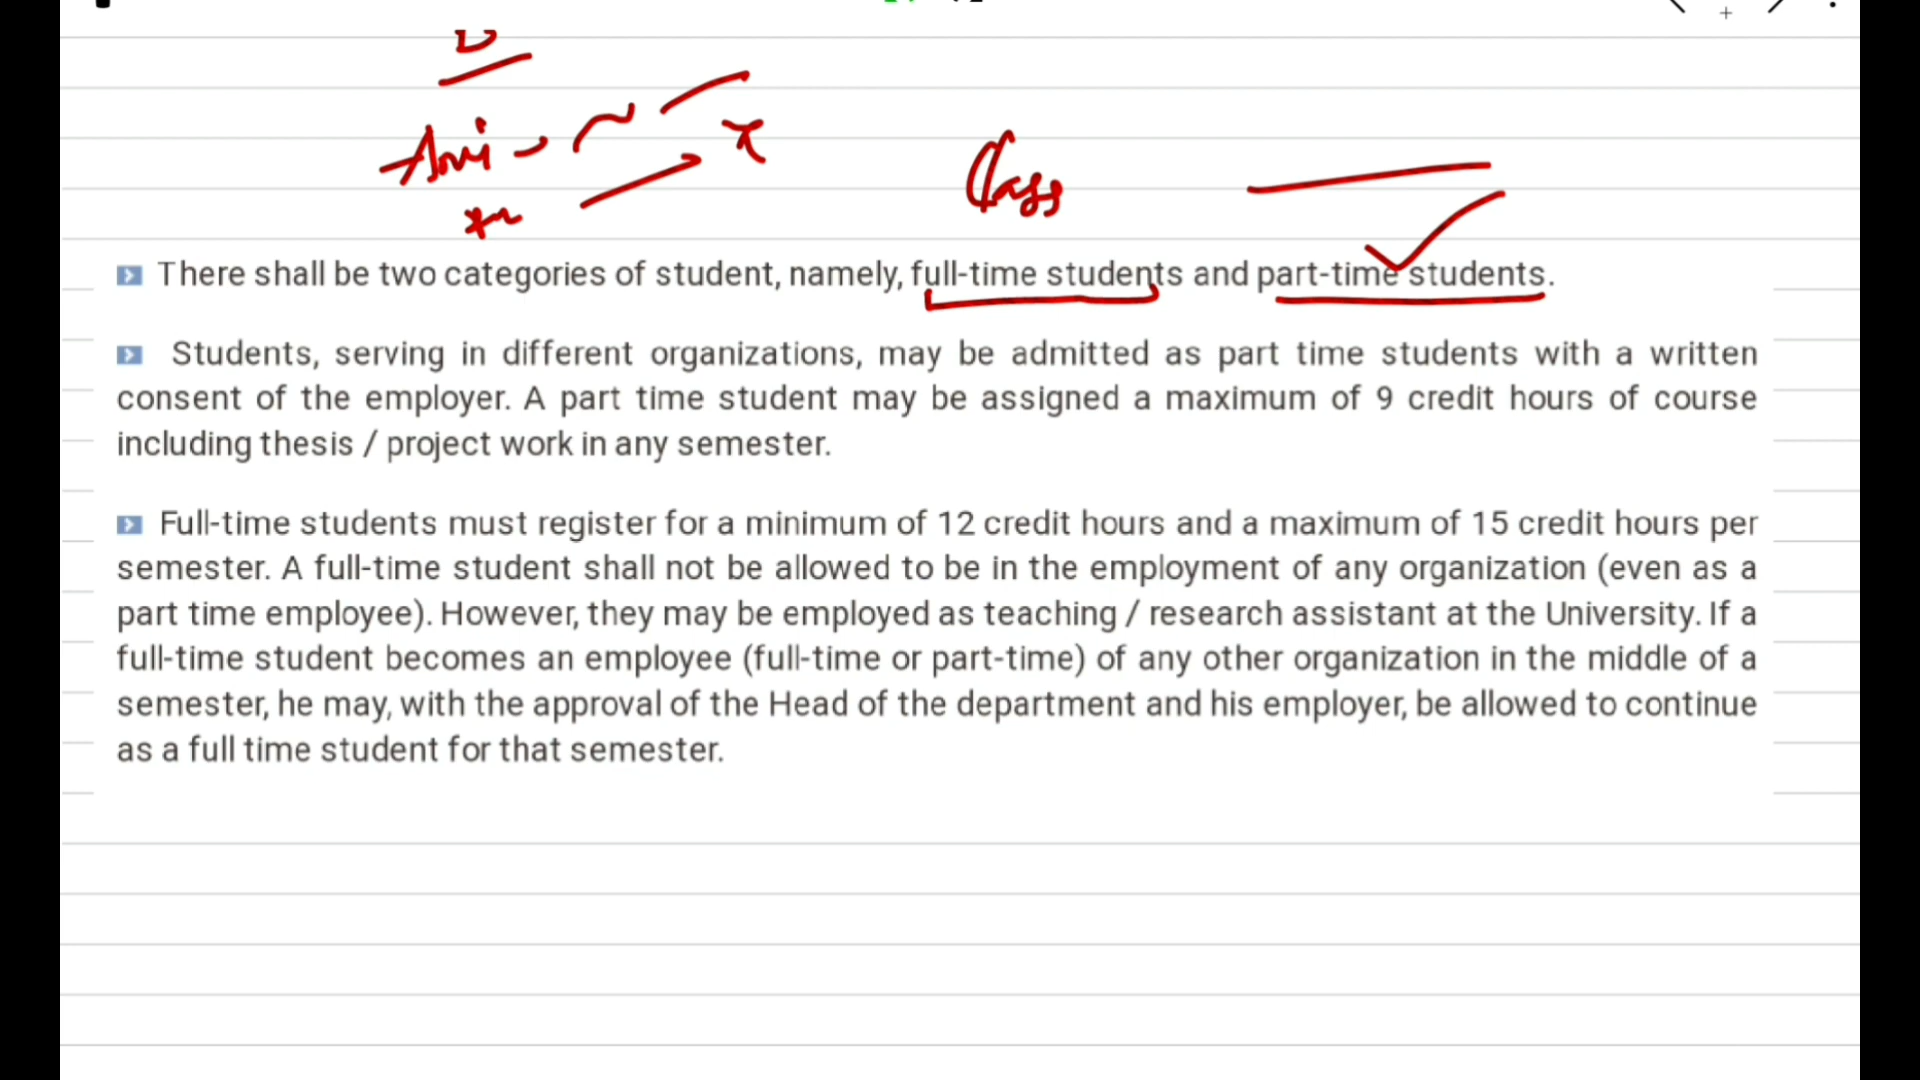 Class
There shall be two categories of student, namely, full-time students and part-time students.
Students, serving in different organizations, may be admitted as part time students with a written
consent of the employer. A part time student may be assigned a maximum of 9 credit hours of course
including thesis / project work in any semester.
Full-time students must register for a minimum of 12 credit hours and a maximum of 15 credit hours per
semester. A full-time student shall not be allowed to be in the employment of any organization (even as a
part time employee). However, they may be employed as teaching / research assistant at the University. If a
full-time student becomes an employee (full-time or part-time) of any other organization in the middle of a
semester, he may, with the approval of the Head of the department and his employer, be allowed to continue
as a full time student for that semester.